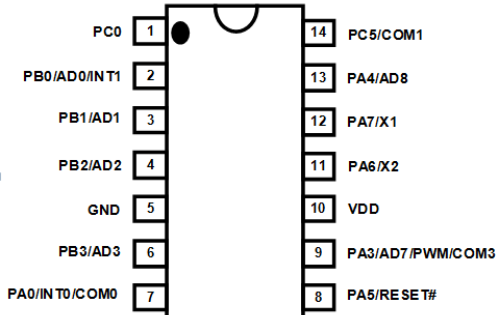 PC0 1 14 PC5/COM1
PB0/AD0/INT1 2 13 PA4/AD8
PB1/AD1 3 12 PA7/X1
PB2/AD2 4 11 PA6/X2
GND 5 10 VDD
PB3/AD3 6 9 PA3/AD7/PWM/COM3
PA0/INT0/COM0 7 8 PA5/RESET#